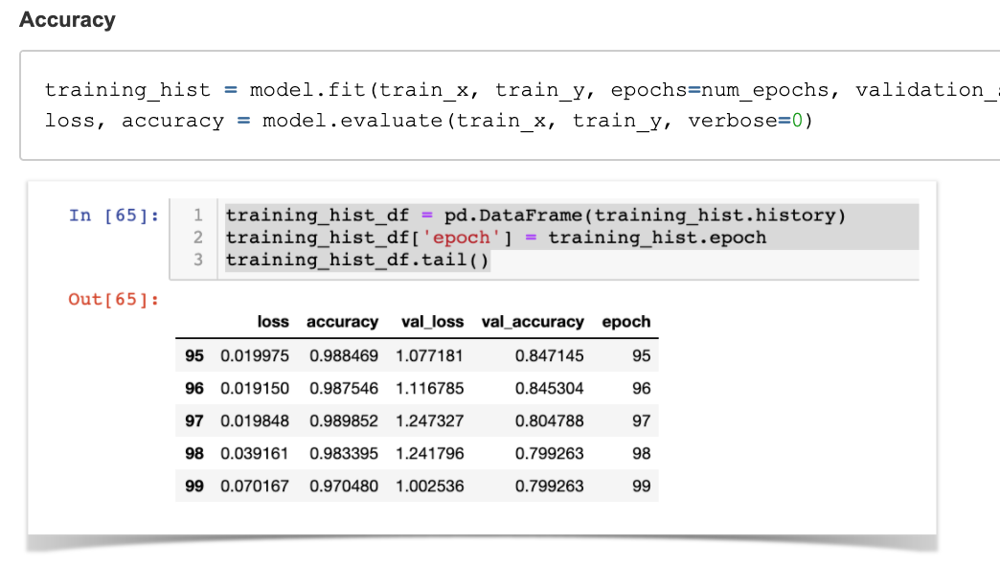 Accuracy
training_hist = model.fit(train_x, train_y, epochs=num_epochs, validation_
loss, accuracy = model.evaluate(train_x, train_y, verbose=0)
In [65]: 1 training_hist_df = pd.DataFrame(training_hist.history)
2 training_hist_df['epoch'] = training_hist.epoch
3 training_hist_df.tail()
Out[65]:
loss accuracy val_loss val_accuracy epoch
95 0.019975 0.988469 1.077181 0.847145 95
96 0.019150 0.987546 1.116785 0.845304 96
97 0.019848 0.989852 1.247327 0.804788 97
98 0.039161 0.983395 1.241796 0.799263 98
99 0.070167 0.970480 1.002536 0.799263 99